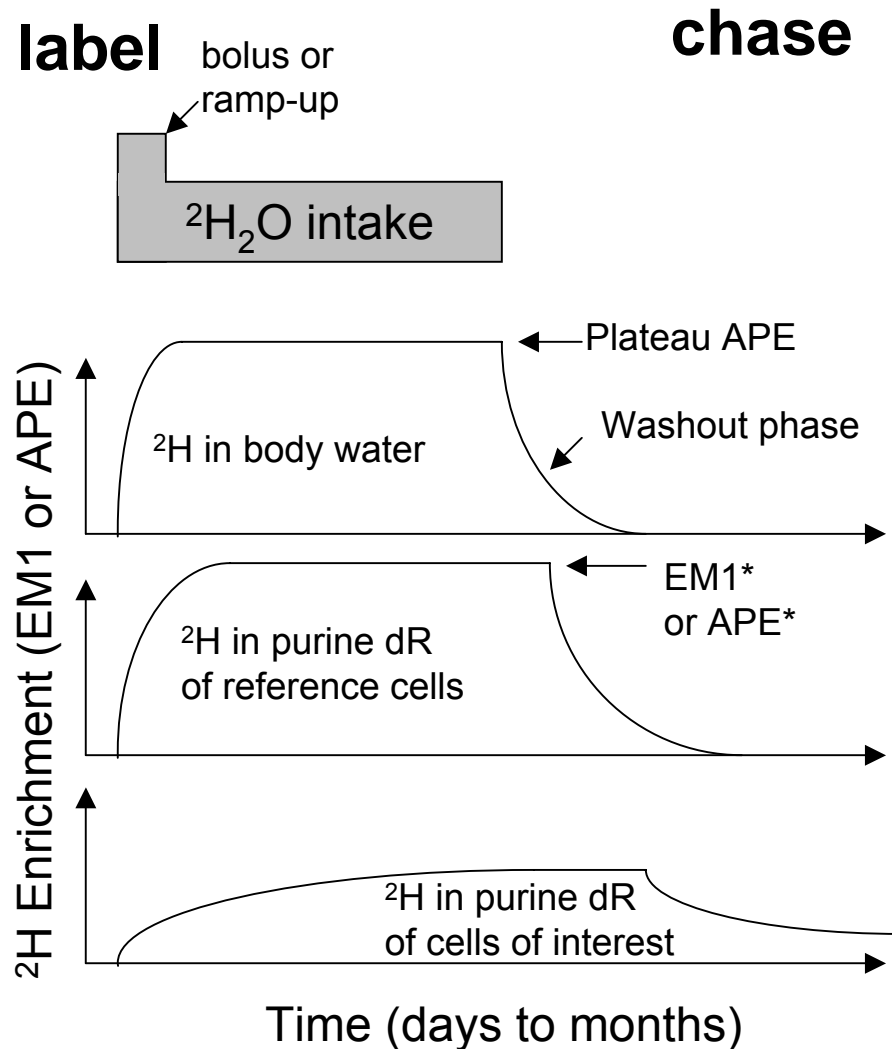 label
chase
bolus or
ramp-up
²H₂O intake
Plateau APE
²H in body water
Washout phase
EM1*
or APE*
²H in purine dR
of reference cells
²H in purine dR
of cells of interest
²H Enrichment (EM1 or APE)
Time (days to months)